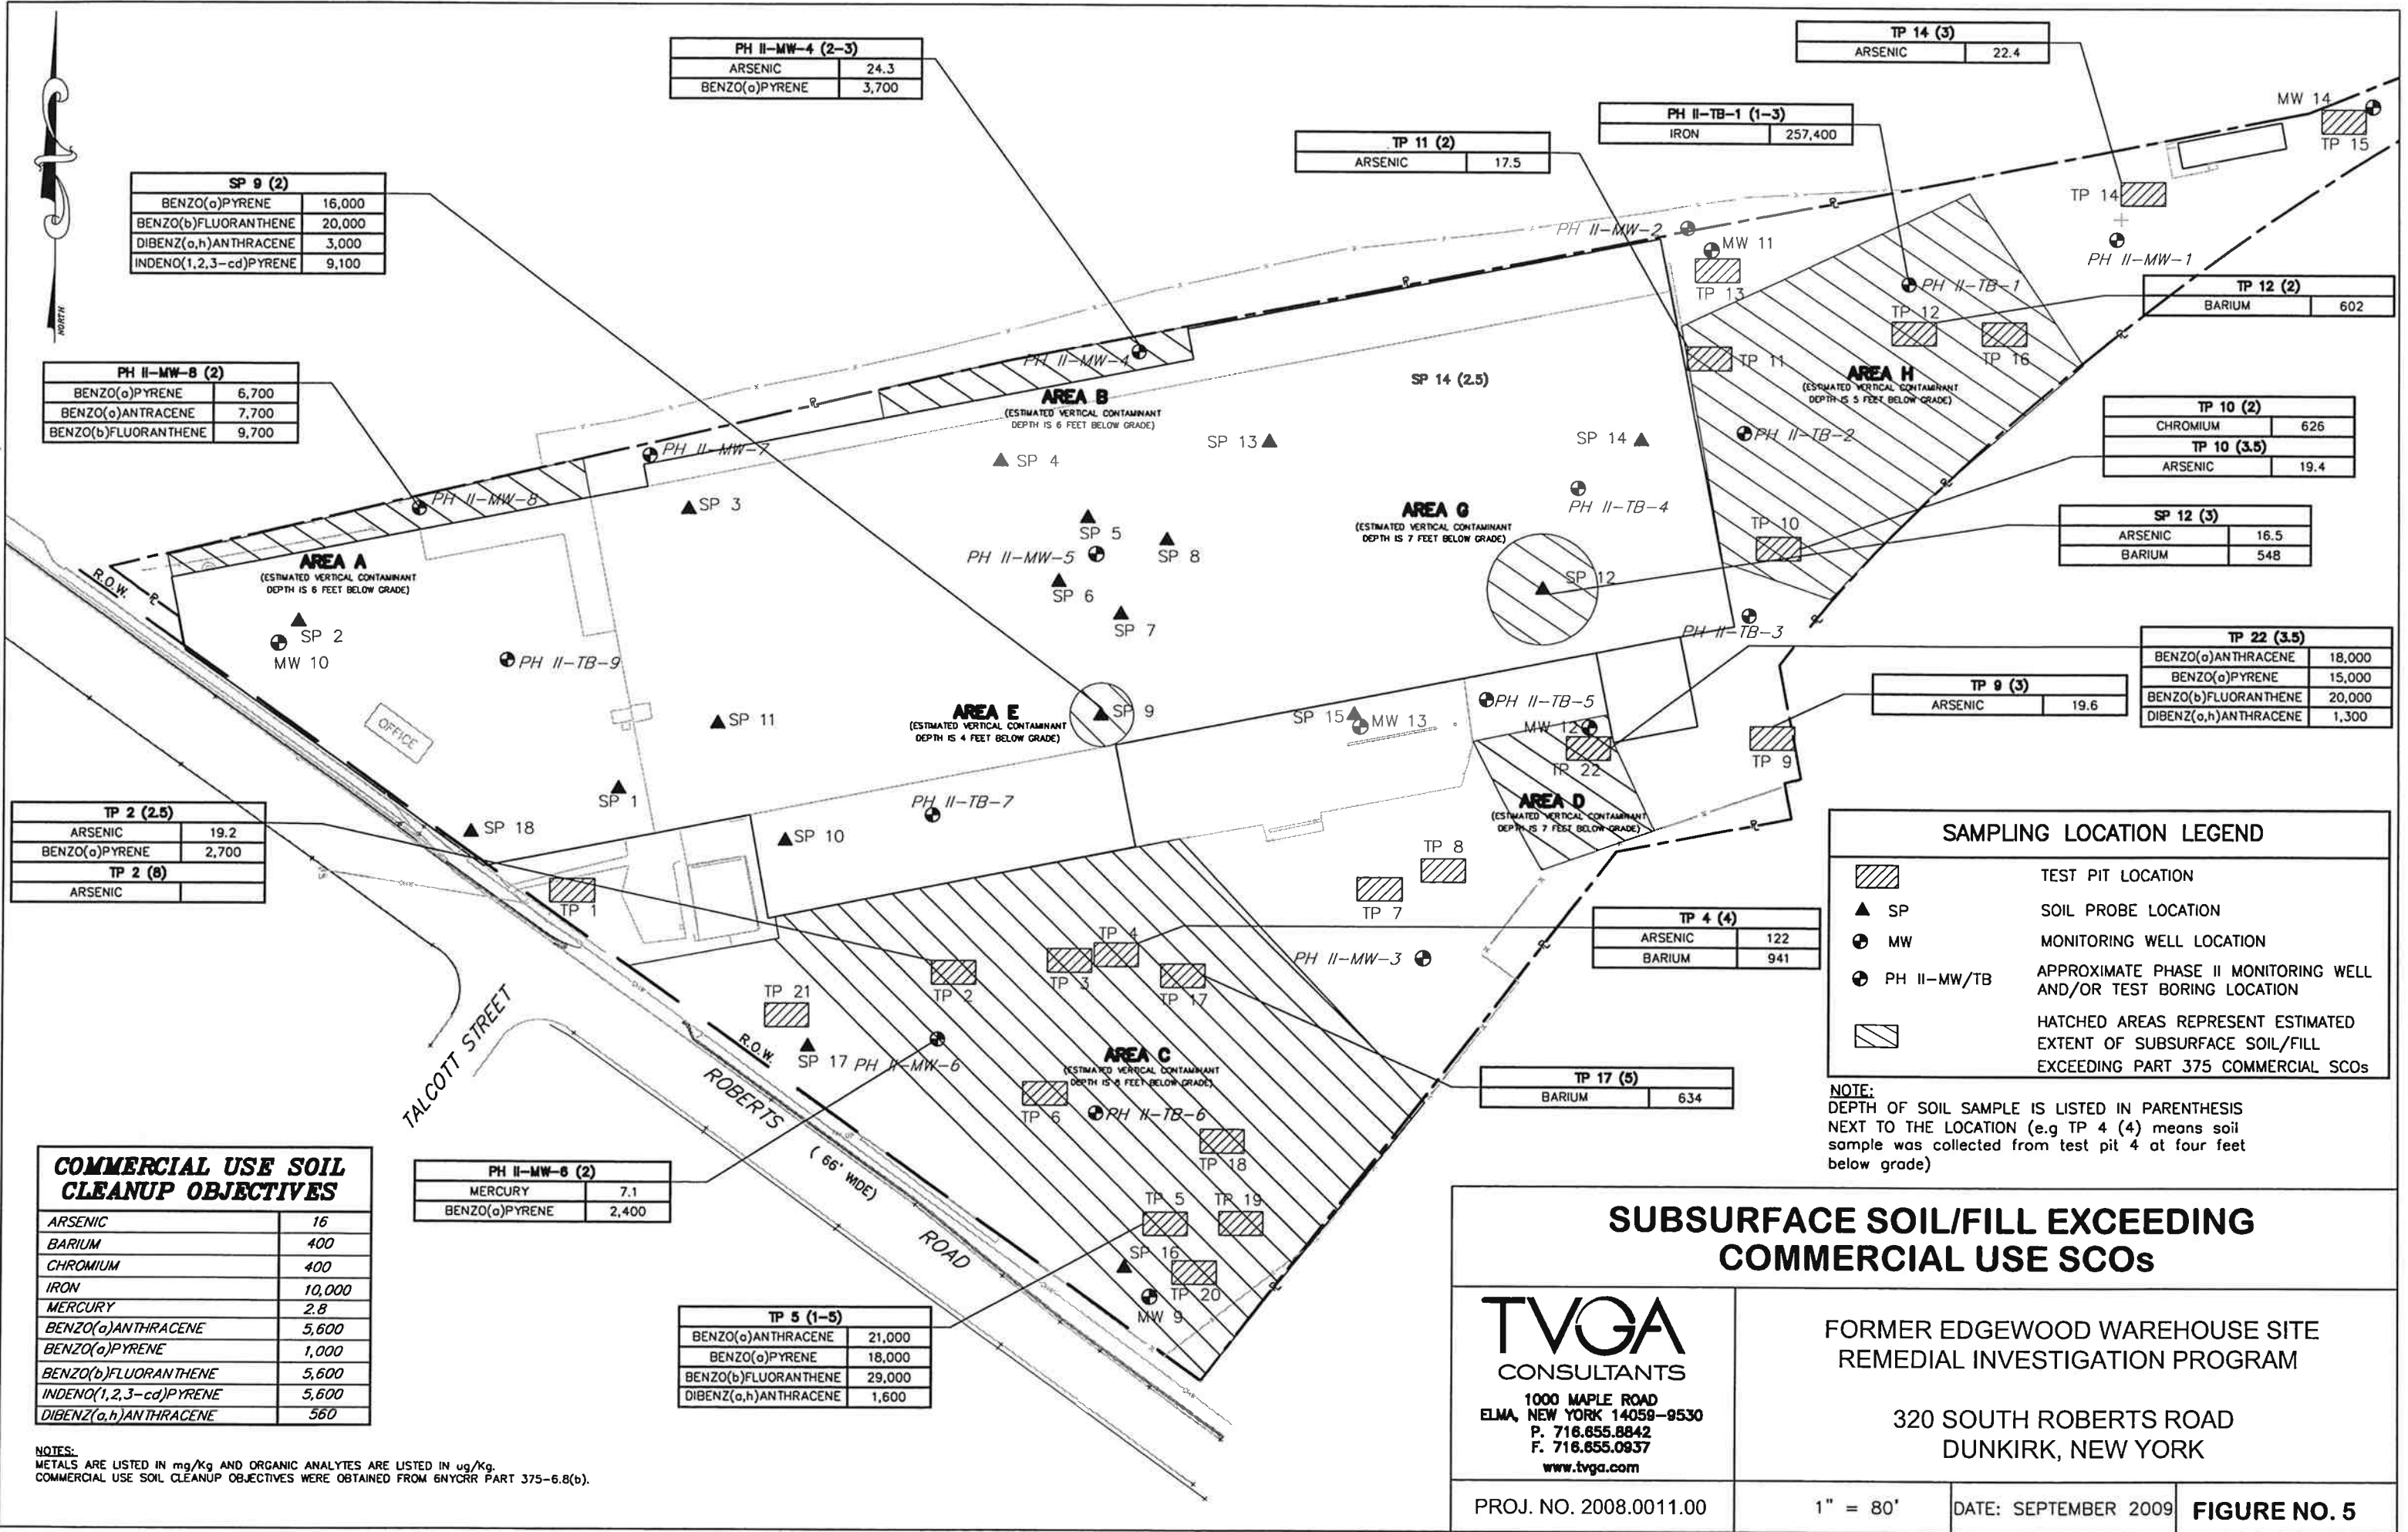 PH II-MW-4 (2-3)
ARSENIC 24.3
BENZO(a)PYRENE 3,700
TP 14 (3)
ARSENIC 22.4
PH II-TB-1 (1-3)
IRON 257,400
TP 11 (2)
ARSENIC 17.5
SP 9 (2)
BENZO(a)PYRENE 16,000
BENZO(b)FLUORANTHENE 20,000
DIBENZ(a,h)ANTHRACENE 3,000
INDENO(1,2,3-cd)PYRENE 9,100
NORTH
PH II-MW-8 (2)
BENZO(a)PYRENE 6,700
BENZO(a)ANTRACENE 7,700
BENZO(b)FLUORANTHENE 9,700
MW 14
TP 15
TP 14
PH II-MW-1
PH II-MW-2
MW 11
TP 13
PH II-TB-1
TP 12
TP 16
TP 11
AREA H
(ESTIMATED VERTICAL CONTAMINANT
DEPTH IS 5 FEET BELOW GRADE)
PH II-TB-2
TP 10
TP 12 (2)
BARIUM 602
TP 10 (2)
CHROMIUM 626
TP 10 (3.5)
ARSENIC 19.4
SP 12 (3)
ARSENIC 16.5
BARIUM 548
PH II-MW-4
AREA B
(ESTIMATED VERTICAL CONTAMINANT
DEPTH IS 6 FEET BELOW GRADE)
SP 14 (2.5)
SP 13
SP 14
SP 4
PH II-MW-7
PH II-MW-8
SP 3
AREA G
(ESTIMATED VERTICAL CONTAMINANT
DEPTH IS 7 FEET BELOW GRADE)
PH II-TB-4
SP 5
PH II-MW-5
SP 8
SP 6
SP 7
SP 12
AREA A
(ESTIMATED VERTICAL CONTAMINANT
DEPTH IS 6 FEET BELOW GRADE)
R.O.W.
SP 2
MW 10
PH II-TB-9
PH II-TB-3
TP 22 (3.5)
BENZO(a)ANTHRACENE 18,000
BENZO(a)PYRENE 15,000
BENZO(b)FLUORANTHENE 20,000
DIBENZ(a,h)ANTHRACENE 1,300
TP 9 (3)
ARSENIC 19.6
OFFICE
SP 11
AREA E
(ESTIMATED VERTICAL CONTAMINANT
DEPTH IS 4 FEET BELOW GRADE)
SP 9
SP 15
MW 13
PH II-TB-5
MW 12
TP 22
TP 9
AREA D
(ESTIMATED VERTICAL CONTAMINANT
DEPTH IS 7 FEET BELOW GRADE)
SP 1
SP 18
PH II-TB-7
SP 10
TP 8
TP 7
TP 2 (2.5)
ARSENIC 19.2
BENZO(a)PYRENE 2,700
TP 2 (8)
ARSENIC
TP 1
TP 4 (4)
ARSENIC 122
BARIUM 941
TP 4
TP 3
TP 2
TP 17
PH II-MW-3
TP 21
SP 17
PH II-MW-6
R.O.W.
AREA C
(ESTIMATED VERTICAL CONTAMINANT
DEPTH IS 8 FEET BELOW GRADE)
TP 6
PH II-TB-6
TP 18
TP 5
TP 19
SP 16
TP 20
MW 9
TP 17 (5)
BARIUM 634
TALCOTT STREET
ROBERTS
( 66' WIDE)
ROAD
PH II-MW-6 (2)
MERCURY 7.1
BENZO(a)PYRENE 2,400
TP 5 (1-5)
BENZO(a)ANTHRACENE 21,000
BENZO(a)PYRENE 18,000
BENZO(b)FLUORANTHENE 29,000
DIBENZ(a,h)ANTHRACENE 1,600
COMMERCIAL USE SOIL
CLEANUP OBJECTIVES
ARSENIC 16
BARIUM 400
CHROMIUM 400
IRON 10,000
MERCURY 2.8
BENZO(a)ANTHRACENE 5,600
BENZO(a)PYRENE 1,000
BENZO(b)FLUORANTHENE 5,600
INDENO(1,2,3-cd)PYRENE 5,600
DIBENZ(a,h)ANTHRACENE 560
NOTES:
METALS ARE LISTED IN mg/Kg AND ORGANIC ANALYTES ARE LISTED IN ug/Kg.
COMMERCIAL USE SOIL CLEANUP OBJECTIVES WERE OBTAINED FROM 6NYCRR PART 375-6.8(b).
SAMPLING LOCATION LEGEND
TEST PIT LOCATION
SP SOIL PROBE LOCATION
MW MONITORING WELL LOCATION
PH II-MW/TB APPROXIMATE PHASE II MONITORING WELL
AND/OR TEST BORING LOCATION
HATCHED AREAS REPRESENT ESTIMATED
EXTENT OF SUBSURFACE SOIL/FILL
EXCEEDING PART 375 COMMERCIAL SCOs
NOTE:
DEPTH OF SOIL SAMPLE IS LISTED IN PARENTHESIS
NEXT TO THE LOCATION (e.g TP 4 (4) means soil
sample was collected from test pit 4 at four feet
below grade)
SUBSURFACE SOIL/FILL EXCEEDING
COMMERCIAL USE SCOs
TVGA
CONSULTANTS
1000 MAPLE ROAD
ELMA, NEW YORK 14059-9530
P. 716.655.8842
F. 716.655.0937
www.tvga.com
FORMER EDGEWOOD WAREHOUSE SITE
REMEDIAL INVESTIGATION PROGRAM
320 SOUTH ROBERTS ROAD
DUNKIRK, NEW YORK
PROJ. NO. 2008.0011.00
1" = 80'
DATE: SEPTEMBER 2009
FIGURE NO. 5